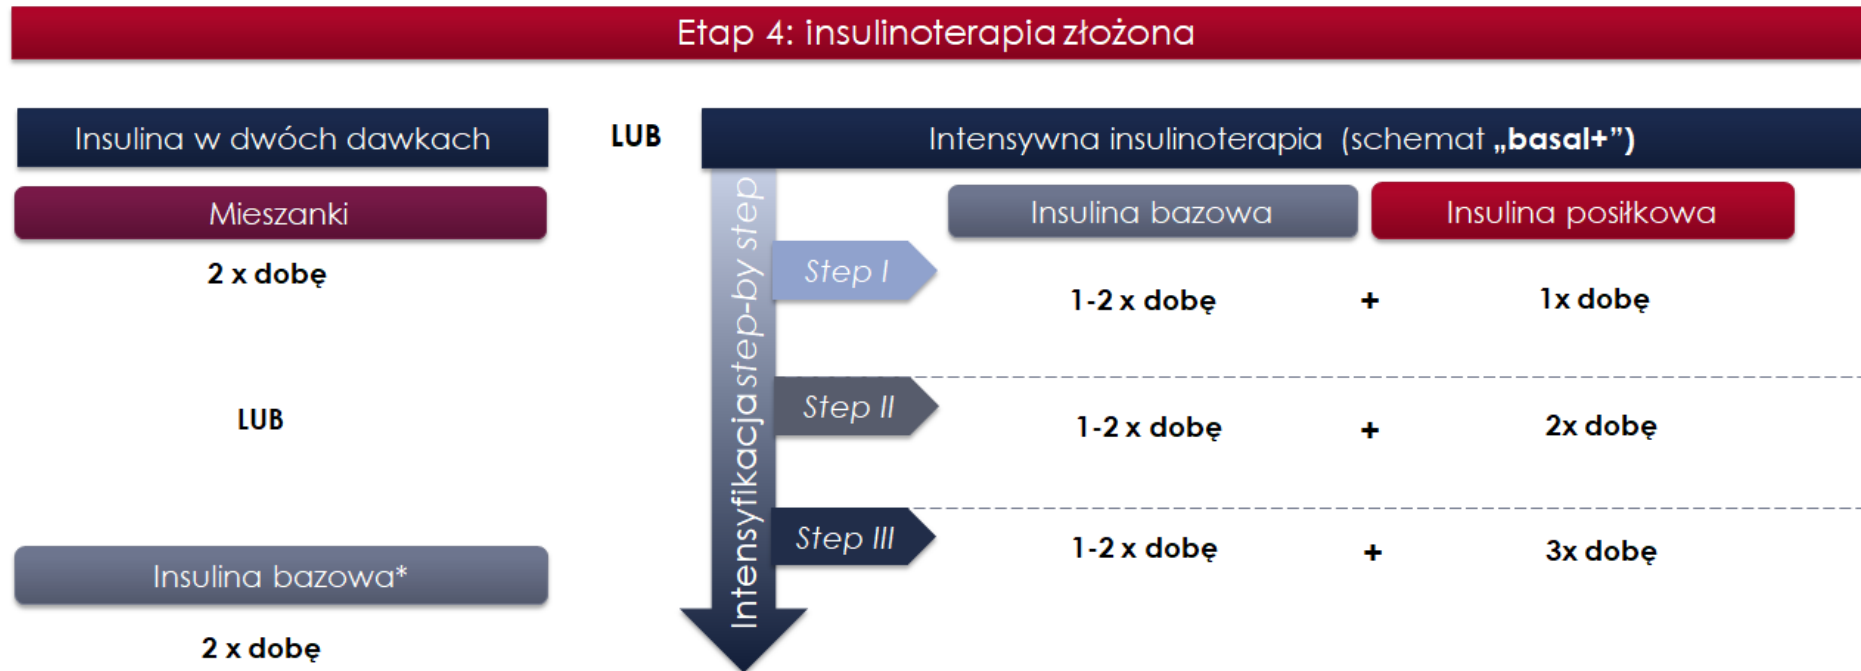 Etap 4: insulinoterapia złożona
Insulina w dwóch dawkach
LUB
Intensywna insulinoterapia (schemat „basal+”)
Mieszanki
2 x dobę
LUB
Insulina bazowa*
2 x dobę
Intensyfikacja step-by step
Insulina bazowa
Insulina posiłkowa
Step I
1-2 x dobę + 1x dobę
Step II
1-2 x dobę + 2x dobę
Step III
1-2 x dobę + 3x dobę